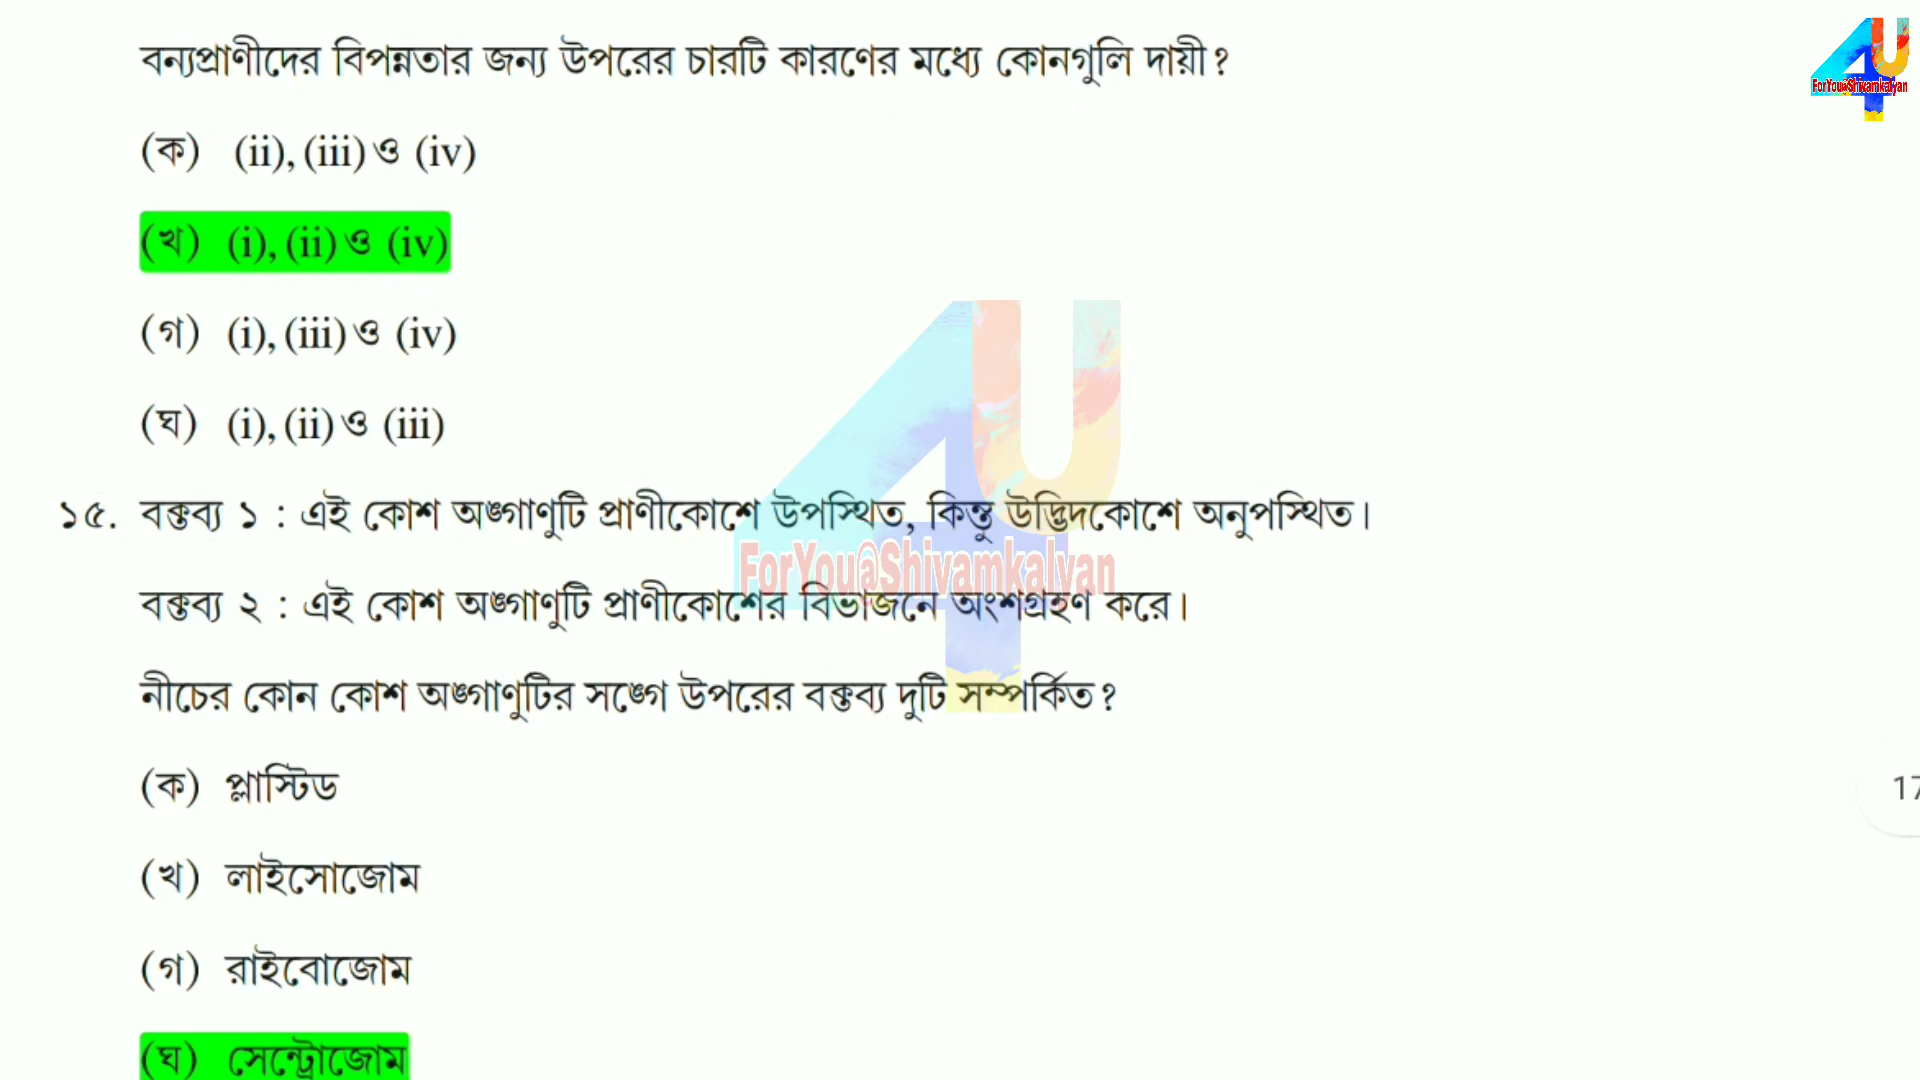 বন্যপ্রাণীদের বিপন্নতার জন্য উপরের চারটি কারণের মধ্যে কোনগুলি দায়ী?
ForYou@Shivamkalyan
(ক) (ii), (iii) ও (iv)
(খ) (i), (ii) ও (iv)
(গ) (i), (iii) ও (iv)
(ঘ) (i), (ii) ও (iii)
১৫. বক্তব্য ১ : এই কোশ অঙ্গাণুটি প্রাণীকোশে উপস্থিত, কিন্তু উদ্ভিদকোশে অনুপস্থিত।
ForYou@Shivamkalyan
বক্তব্য ২ : এই কোশ অঙ্গাণুটি প্রাণীকোশের বিভাজনে অংশগ্রহণ করে।
নীচের কোন কোশ অঙ্গাণুটির সঙ্গে উপরের বক্তব্য দুটি সম্পর্কিত?
(ক) প্লাস্টিড
17
(খ) লাইসোজোম
(গ) রাইবোজোম
(ঘ) সেন্ট্রোজোম